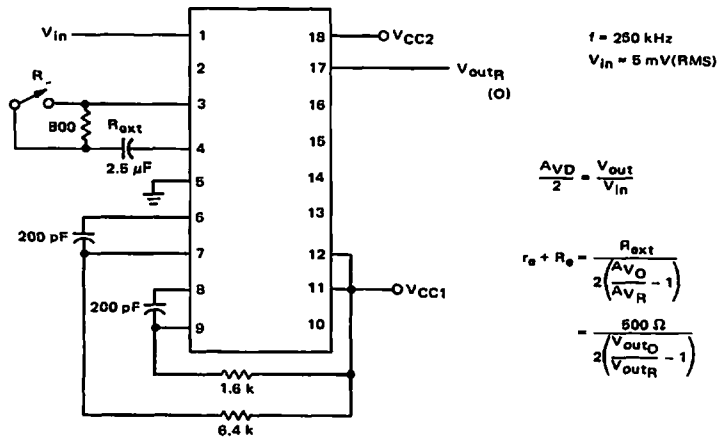 Vin
1
18
VCC2
f = 250 kHz
Vin ≈ 5 mV(RMS)
2
17
VoutR
(O)
R
3
16
800
Rext
15
2.5 µF
4
5
14
AVD / 2 = Vout / Vin
6
13
200 pF
7
12
re + Re = Rext / 2(AVO / AVR - 1)
8
11
VCC1
200 pF
9
10
= 500 Ω / 2(VoutO / VoutR - 1)
1.6 k
6.4 k